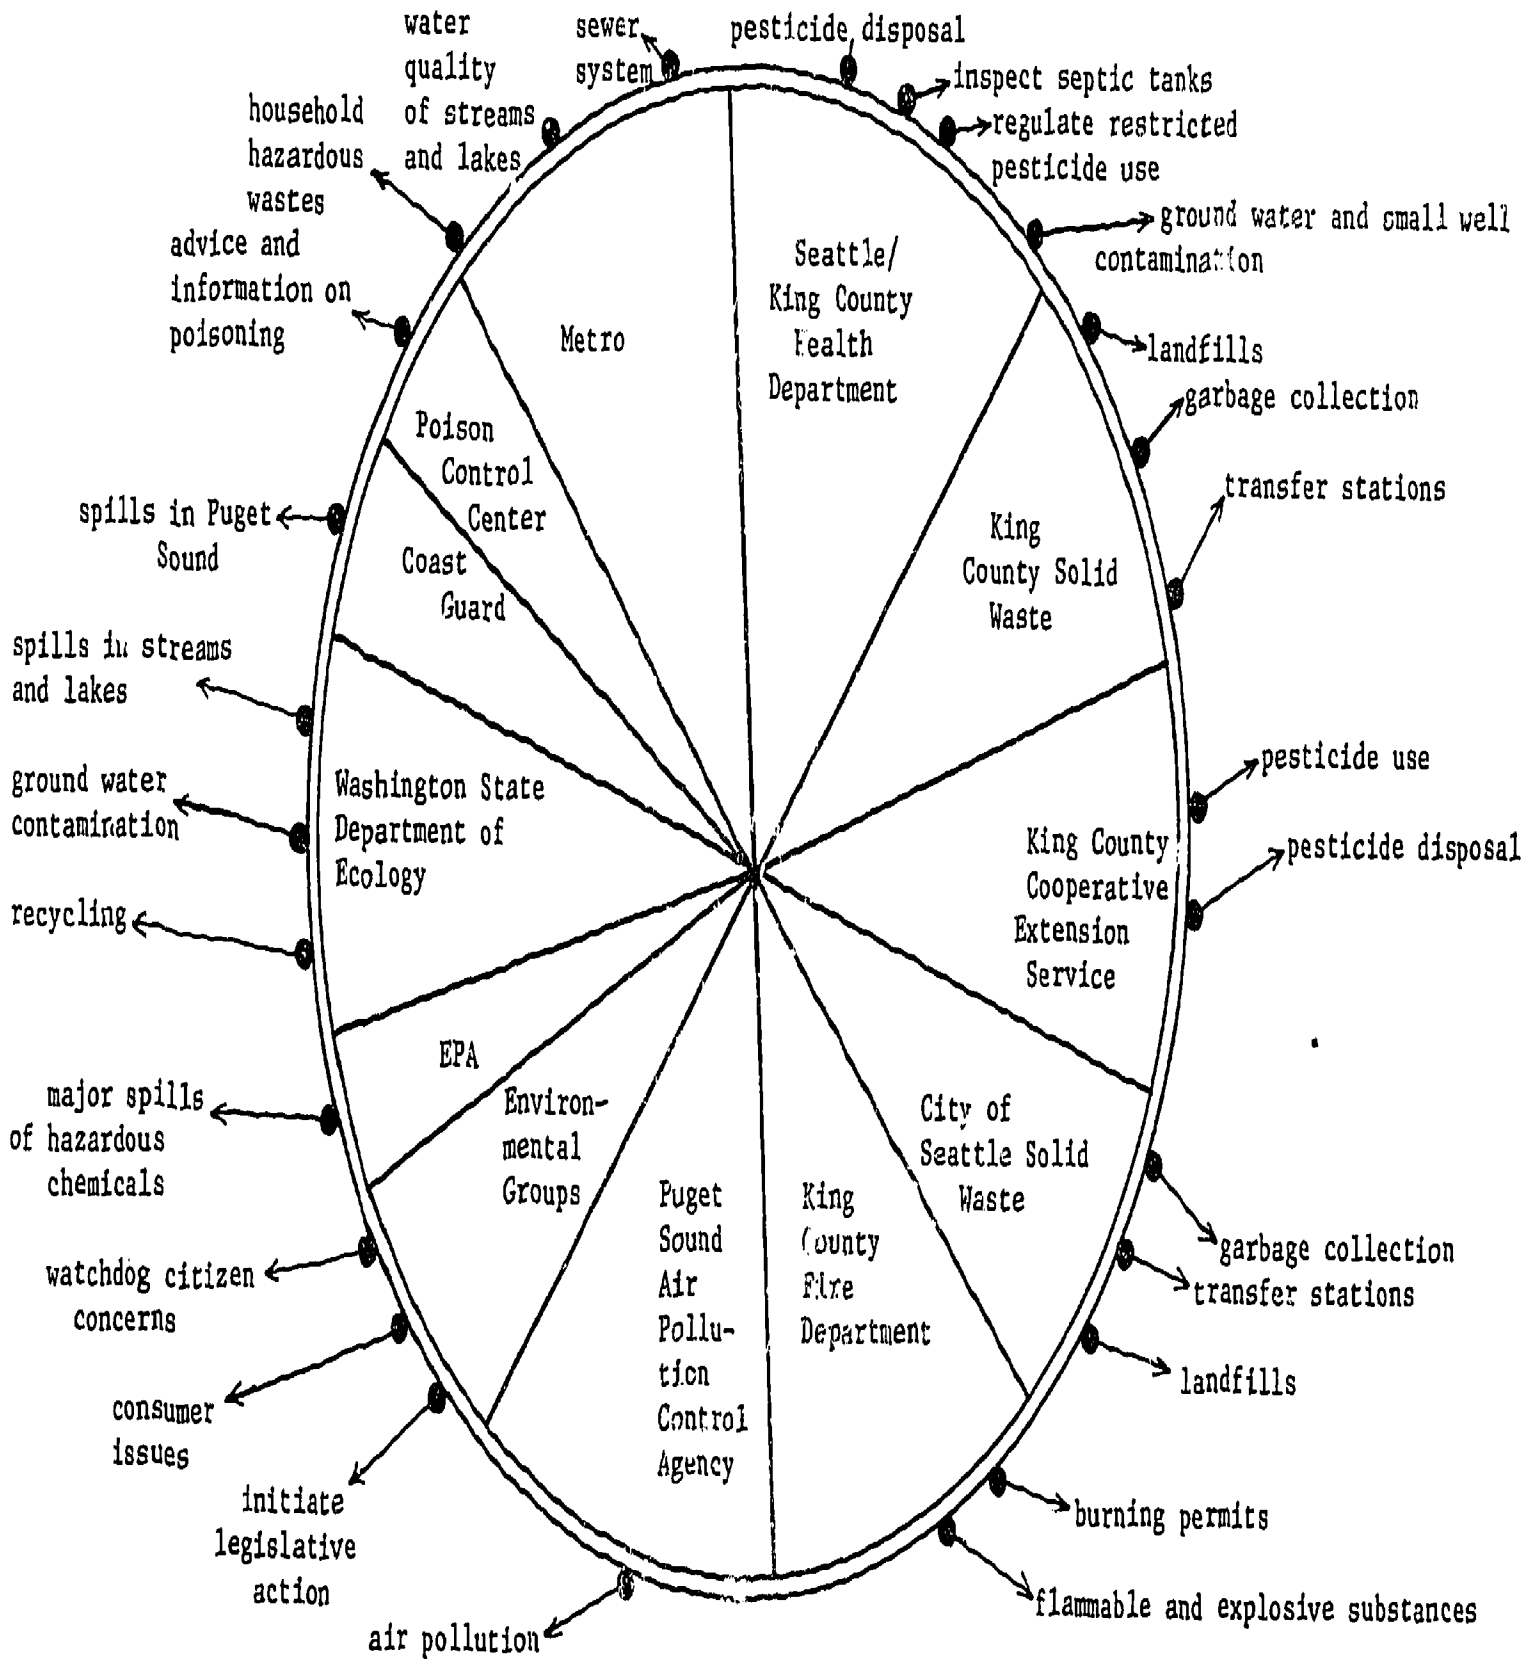 water
quality
of streams
and lakes
sewer
system
pesticide disposal
inspect septic tanks
regulate restricted
pesticide use
ground water and small well
contamination
landfills
garbage collection
transfer stations
pesticide use
pesticide disposal
garbage collection
transfer stations
landfills
burning permits
flammable and explosive substances
air pollution
initiate
legislative
action
consumer
issues
watchdog citizen
concerns
major spills
of hazardous
chemicals
recycling
ground water
contamination
spills in streams
and lakes
spills in Puget
Sound
advice and
information on
poisoning
household
hazardous
wastes
Metro
Seattle/
King County
Health
Department
King
County Solid
Waste
King County
Cooperative
Extension
Service
City of
Seattle Solid
Waste
King
County
Fire
Department
Puget
Sound
Air
Pollu-
tion
Control
Agency
Environ-
mental
Groups
EPA
Washington State
Department of
Ecology
Coast
Guard
Poison
Control
Center